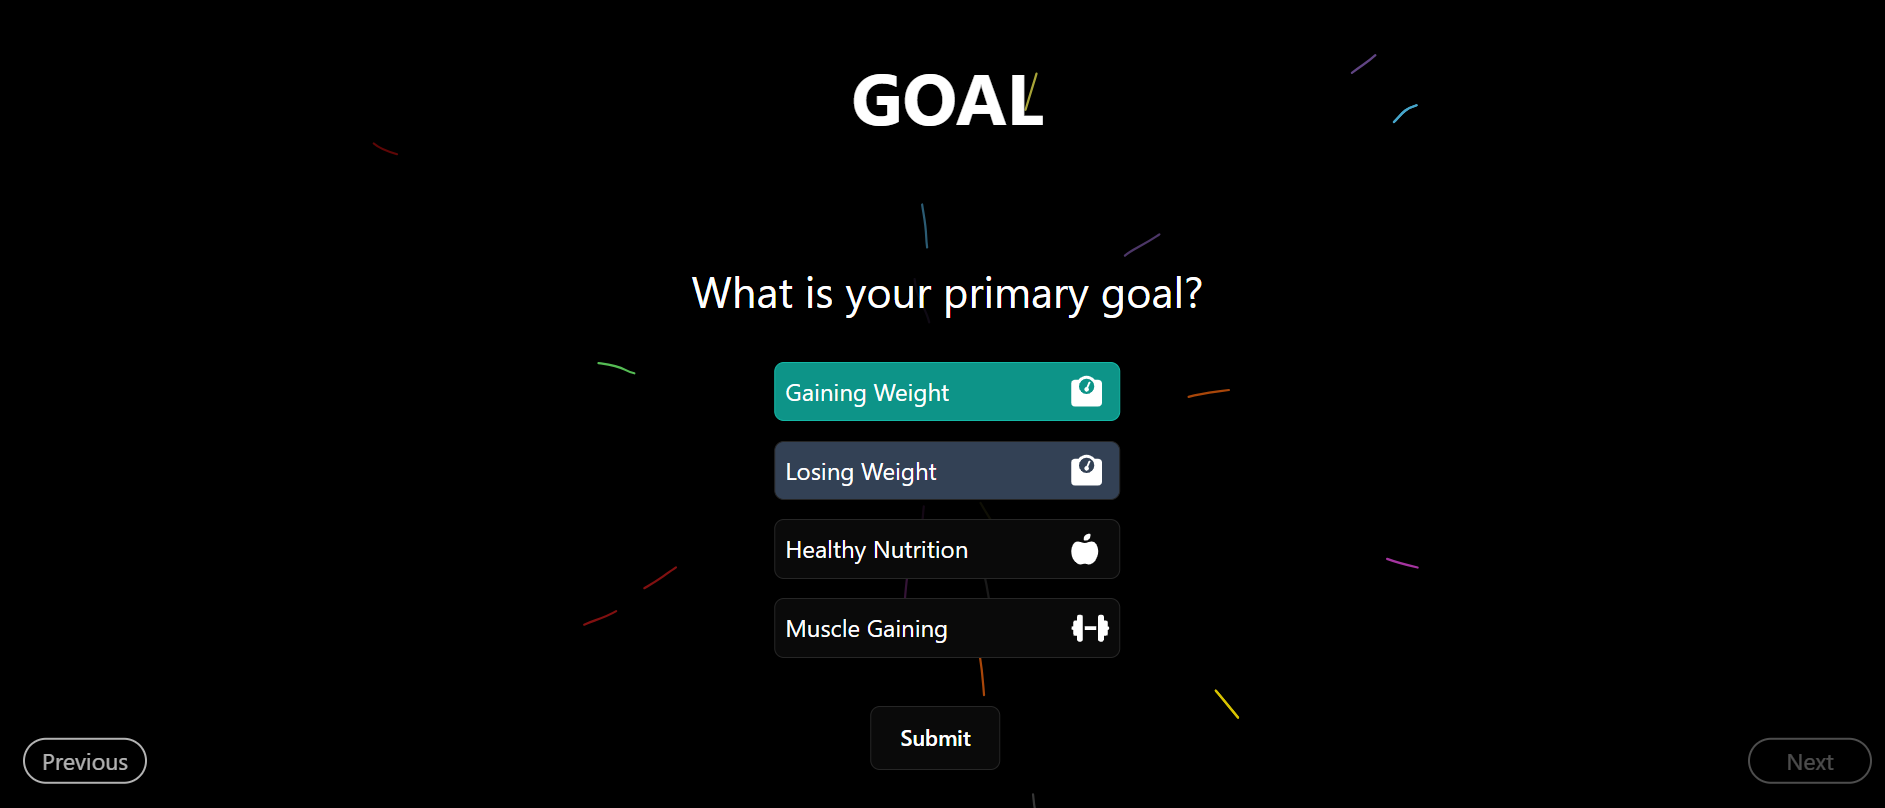 GOAL
What is your primary goal?
Gaining Weight
Losing Weight
Healthy Nutrition
Muscle Gaining
Submit
Previous
Next